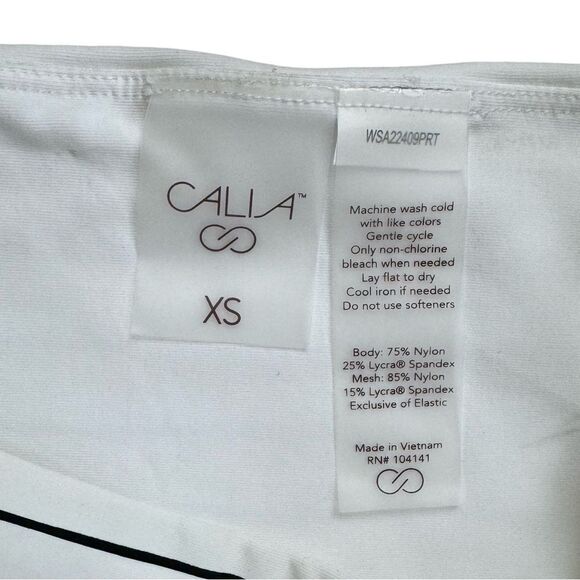 CALIA™
XS
WSA22409PRT
Machine wash cold
with like colors
Gentle cycle
Only non-chlorine
bleach when needed
Lay flat to dry
Cool iron if needed
Do not use softeners
Body: 75% Nylon
25% Lycra® Spandex
Mesh: 85% Nylon
15% Lycra® Spandex
Exclusive of Elastic
Made in Vietnam
RN# 104141